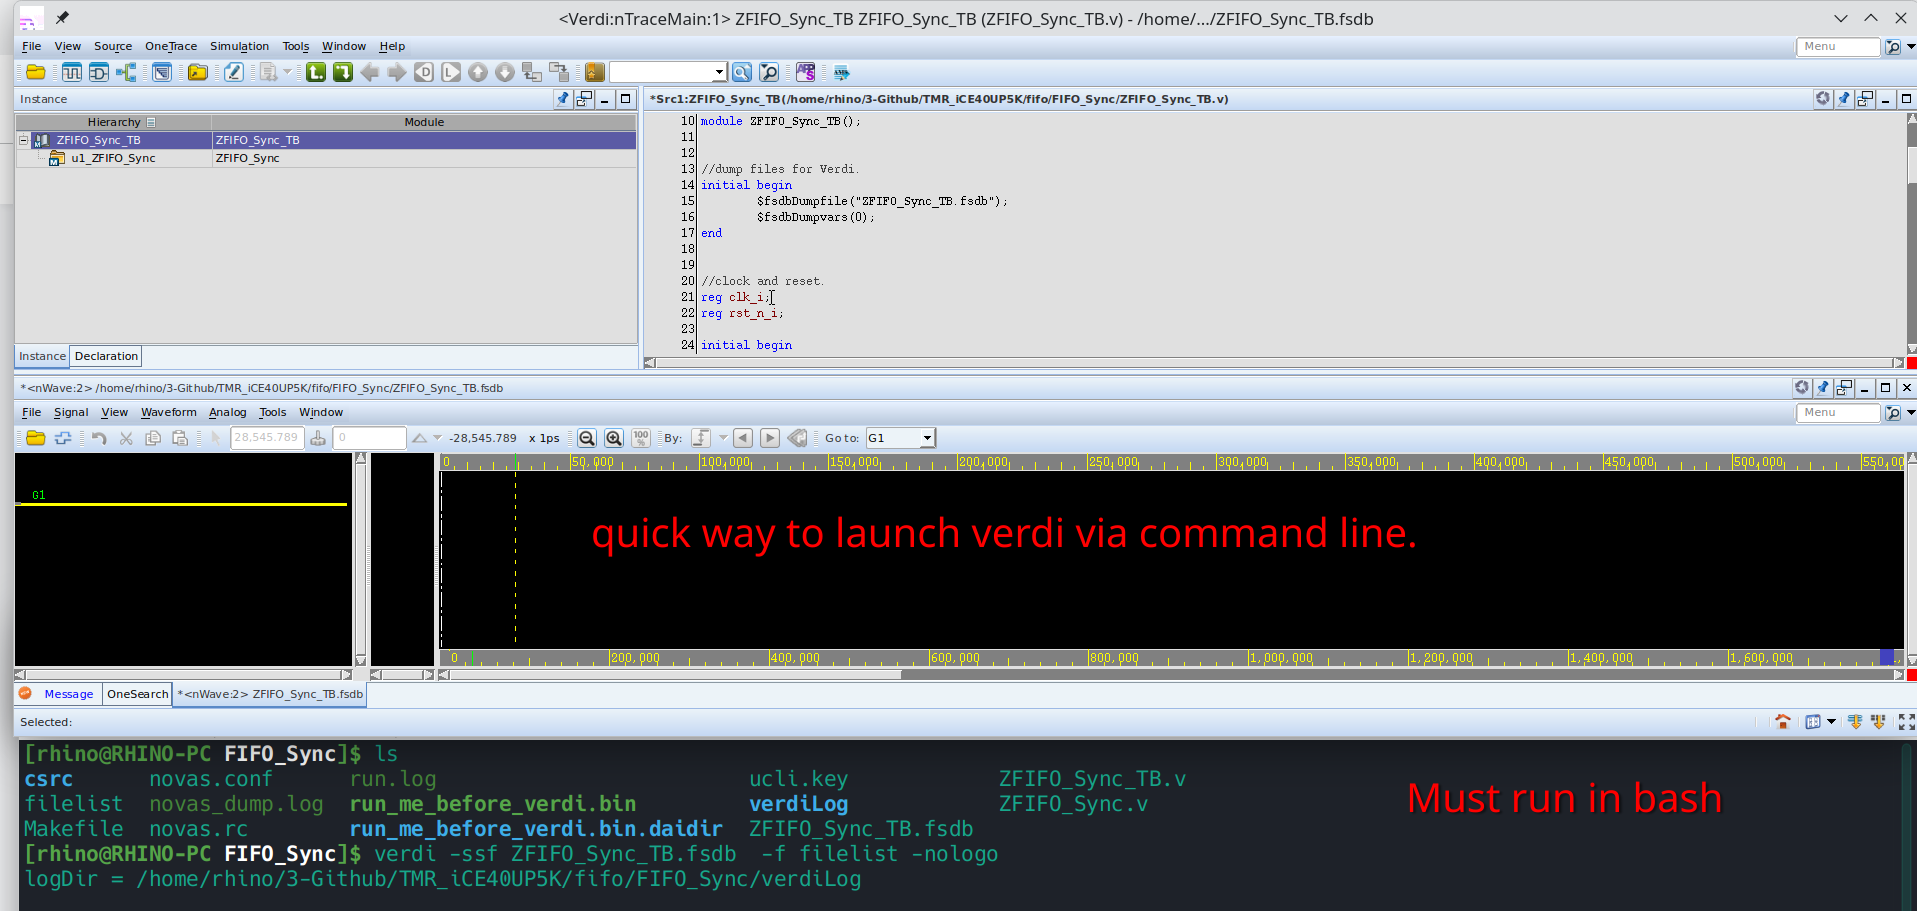 <Verdi:nTraceMain:1> ZFIFO_Sync_TB ZFIFO_Sync_TB (ZFIFO_Sync_TB.v) - /home/.../ZFIFO_Sync_TB.fsdb
File View Source OneTrace Simulation Tools Window Help
Menu
Instance
Hierarchy Module
ZFIFO_Sync_TB ZFIFO_Sync_TB
u1_ZFIFO_Sync ZFIFO_Sync
Instance Declaration
*Src1:ZFIFO_Sync_TB(/home/rhino/3-Github/TMR_iCE40UP5K/fifo/FIFO_Sync/ZFIFO_Sync_TB.v)
10 module ZFIFO_Sync_TB();
11
12
13 //dump files for Verdi.
14 initial begin
15 $fsdbDumpfile("ZFIFO_Sync_TB.fsdb");
16 $fsdbDumpvars(0);
17 end
18
19
20 //clock and reset.
21 reg clk_i;
22 reg rst_n_i;
23
24 initial begin
*<nWave:2> /home/rhino/3-Github/TMR_iCE40UP5K/fifo/FIFO_Sync/ZFIFO_Sync_TB.fsdb
File Signal View Waveform Analog Tools Window
Menu
28,545.789 0 -28,545.789 x 1ps 100 % By: Go to: G1
0 50,000 100,000 150,000 200,000 250,000 300,000 350,000 400,000 450,000 500,000 550,00
G1
quick way to launch verdi via command line.
0 200,000 400,000 600,000 800,000 1,000,000 1,200,000 1,400,000 1,600,000
Message OneSearch *<nWave:2> ZFIFO_Sync_TB.fsdb
Selected:
[rhino@RHINO-PC FIFO_Sync]$ ls
csrc novas.conf run.log ucli.key ZFIFO_Sync_TB.v
filelist novas_dump.log run_me_before_verdi.bin verdiLog ZFIFO_Sync.v
Makefile novas.rc run_me_before_verdi.bin.daidir ZFIFO_Sync_TB.fsdb
Must run in bash
[rhino@RHINO-PC FIFO_Sync]$ verdi -ssf ZFIFO_Sync_TB.fsdb -f filelist -nologo
logDir = /home/rhino/3-Github/TMR_iCE40UP5K/fifo/FIFO_Sync/verdiLog